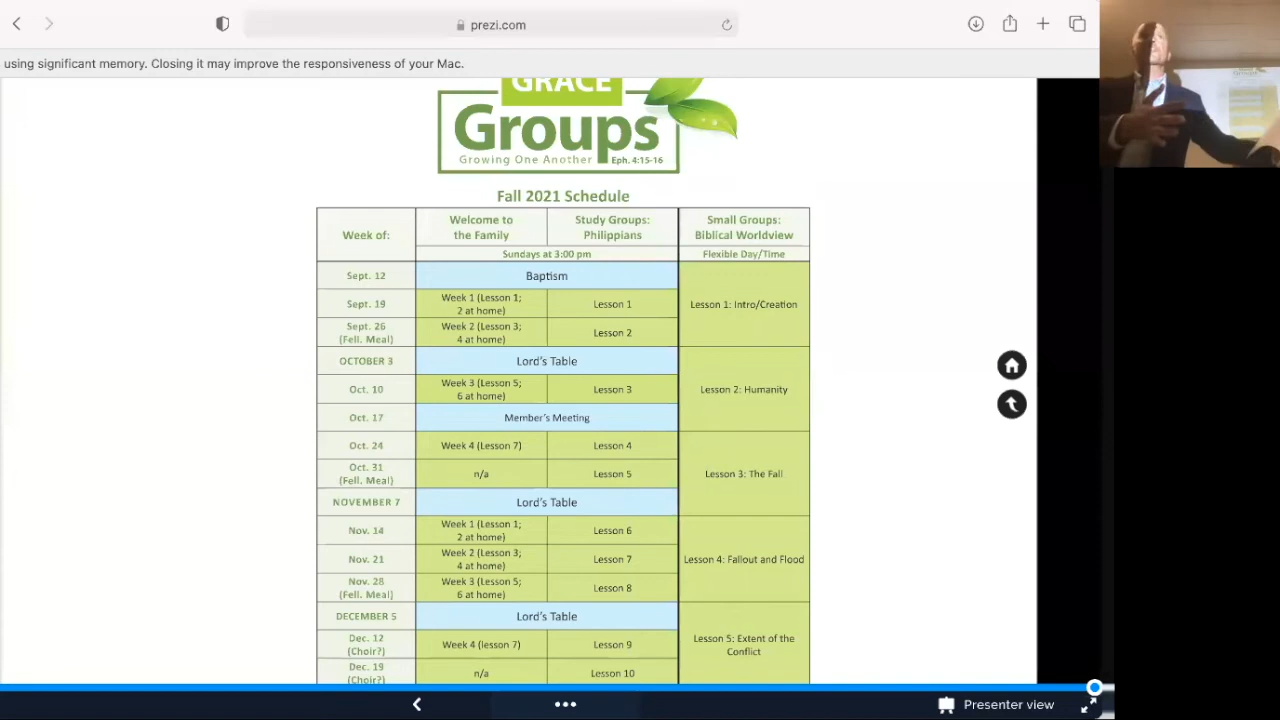 prezi.com
using significant memory. Closing it may improve the responsiveness of your Mac.
GRACE
Groups
Growing One Another Eph. 4:15-16
Fall 2021 Schedule
Week of:
Welcome to
the Family
Study Groups:
Philippians
Small Groups:
Biblical Worldview
Sundays at 3:00 pm
Flexible Day/Time
Sept. 12
Baptism
Sept. 19
Week 1 (Lesson 1;
2 at home)
Lesson 1
Lesson 1: Intro/Creation
Sept. 26
(Fell. Meal)
Week 2 (Lesson 3;
4 at home)
Lesson 2
OCTOBER 3
Lord's Table
Oct. 10
Week 3 (Lesson 5;
6 at home)
Lesson 3
Lesson 2: Humanity
Oct. 17
Member's Meeting
Oct. 24
Week 4 (Lesson 7)
Lesson 4
Oct. 31
(Fell. Meal)
n/a
Lesson 5
Lesson 3: The Fall
NOVEMBER 7
Lord's Table
Nov. 14
Week 1 (Lesson 1;
2 at home)
Lesson 6
Nov. 21
Week 2 (Lesson 3;
4 at home)
Lesson 7
Lesson 4: Fallout and Flood
Nov. 28
(Fell. Meal)
Week 3 (Lesson 5;
6 at home)
Lesson 8
DECEMBER 5
Lord's Table
Dec. 12
(Choir?)
Week 4 (lesson 7)
Lesson 9
Lesson 5: Extent of the
Conflict
Dec. 19
(Choir?)
n/a
Lesson 10
Presenter view
Groups